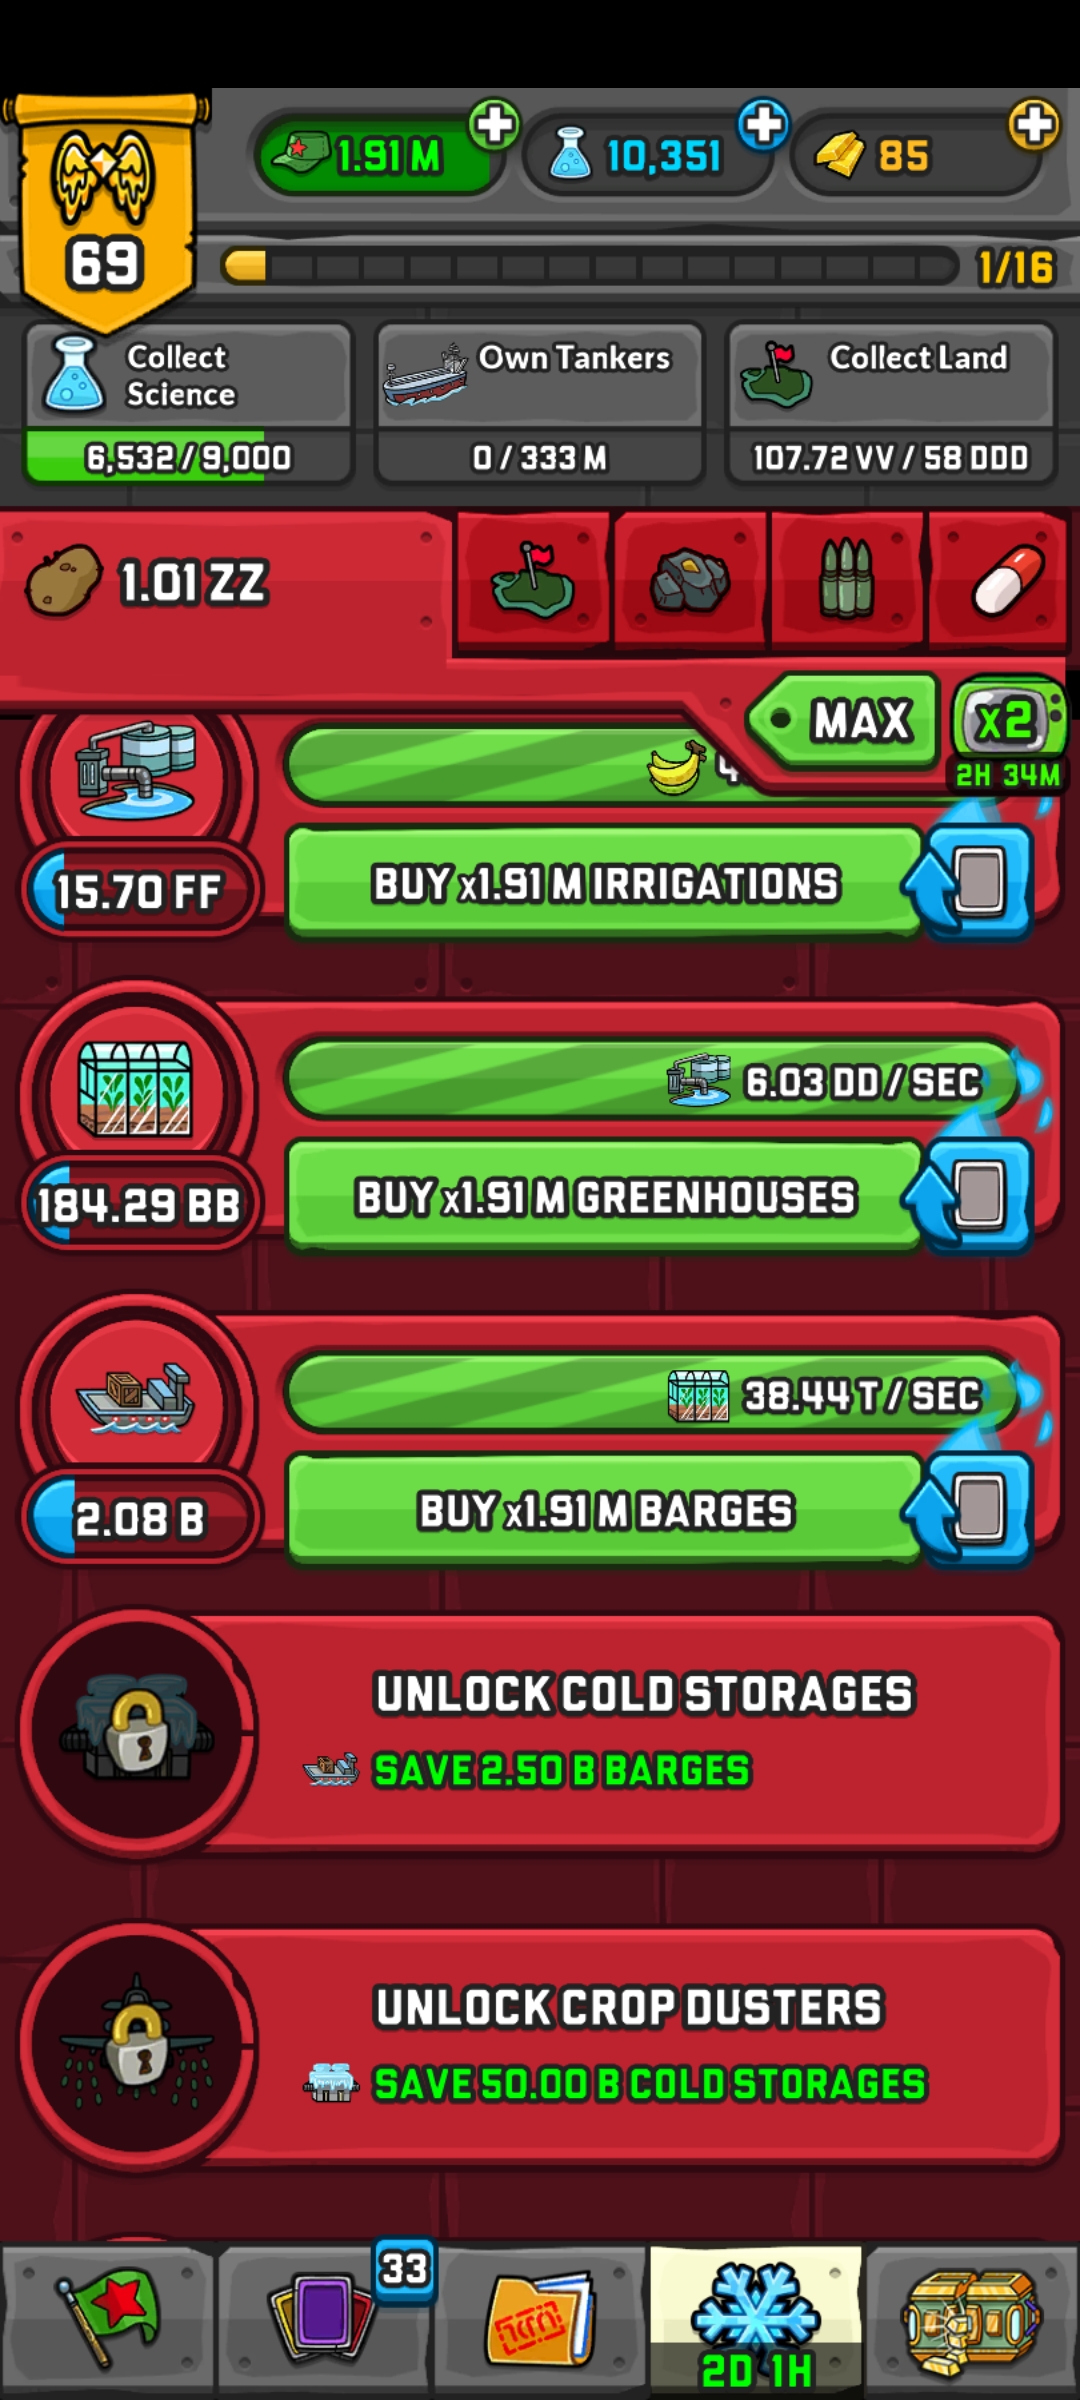 1.91 M
10,351
85
69
1/16
Collect
Science
6,532/9,000
Own Tankers
0/333 M
Collect Land
107.72 VV/58 DDD
1.01 ZZ
MAX
x2
2H 34M
15.70 FF
BUY x1.91 M IRRIGATIONS
6.03 DD/SEC
184.29 BB
BUY x1.91 M GREENHOUSES
38.44 T/SEC
2.08 B
BUY x1.91 M BARGES
UNLOCK COLD STORAGES
SAVE 2.50 B BARGES
UNLOCK CROP DUSTERS
SAVE 50.00 B COLD STORAGES
33
2D 1H